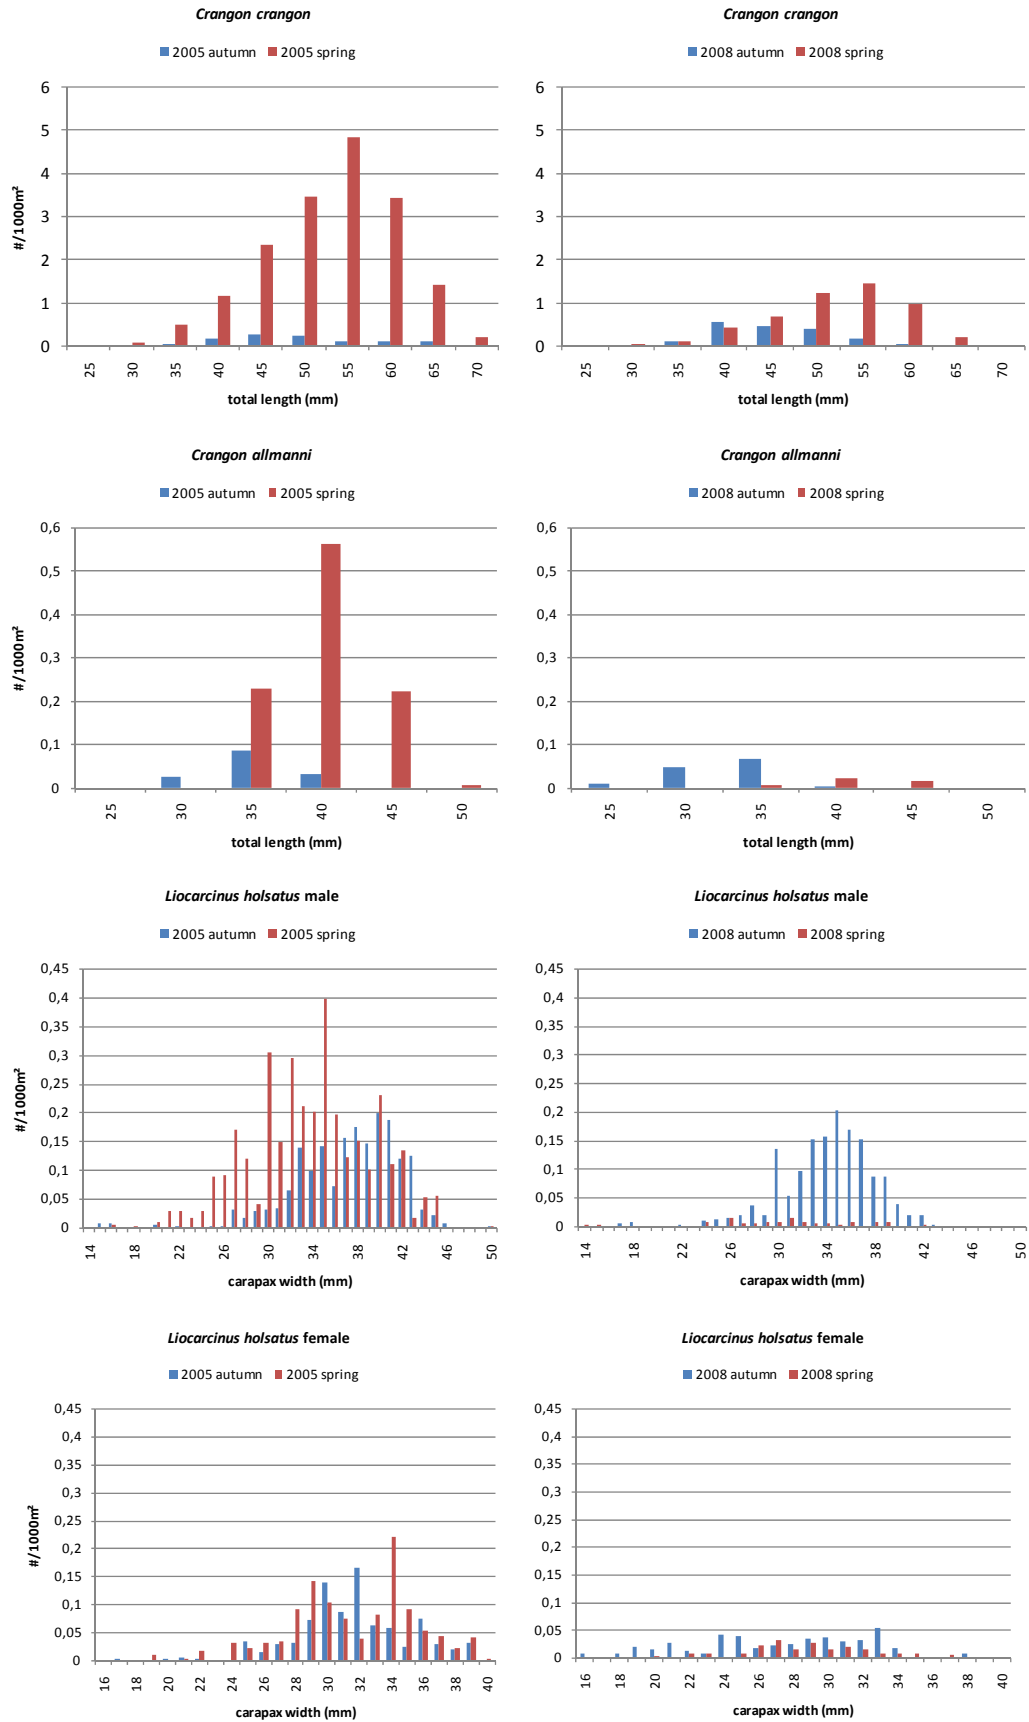 Crangon crangon
2005 autumn 2005 spring
6
5
4
3
2
1
0
#/1000m²
25 30 35 40 45 50 55 60 65 70
total length (mm)
Crangon crangon
2008 autumn 2008 spring
6
5
4
3
2
1
0
25 30 35 40 45 50 55 60 65 70
total length (mm)
Crangon allmanni
2005 autumn 2005 spring
0,6
0,5
0,4
0,3
0,2
0,1
0
#/1000m²
25 30 35 40 45 50
total length (mm)
Crangon allmanni
2008 autumn 2008 spring
0,6
0,5
0,4
0,3
0,2
0,1
0
25 30 35 40 45 50
total length (mm)
Liocarcinus holsatus male
2005 autumn 2005 spring
0,45
0,4
0,35
0,3
0,25
0,2
0,15
0,1
0,05
0
#/1000m²
14 18 22 26 30 34 38 42 46 50
carapax width (mm)
Liocarcinus holsatus male
2008 autumn 2008 spring
0,45
0,4
0,35
0,3
0,25
0,2
0,15
0,1
0,05
0
14 18 22 26 30 34 38 42 46 50
carapax width (mm)
Liocarcinus holsatus female
2005 autumn 2005 spring
0,45
0,4
0,35
0,3
0,25
0,2
0,15
0,1
0,05
0
#/1000m²
16 18 20 22 24 26 28 30 32 34 36 38 40
carapax width (mm)
Liocarcinus holsatus female
2008 autumn 2008 spring
0,45
0,4
0,35
0,3
0,25
0,2
0,15
0,1
0,05
0
16 18 20 22 24 26 28 30 32 34 36 38 40
carapax width (mm)